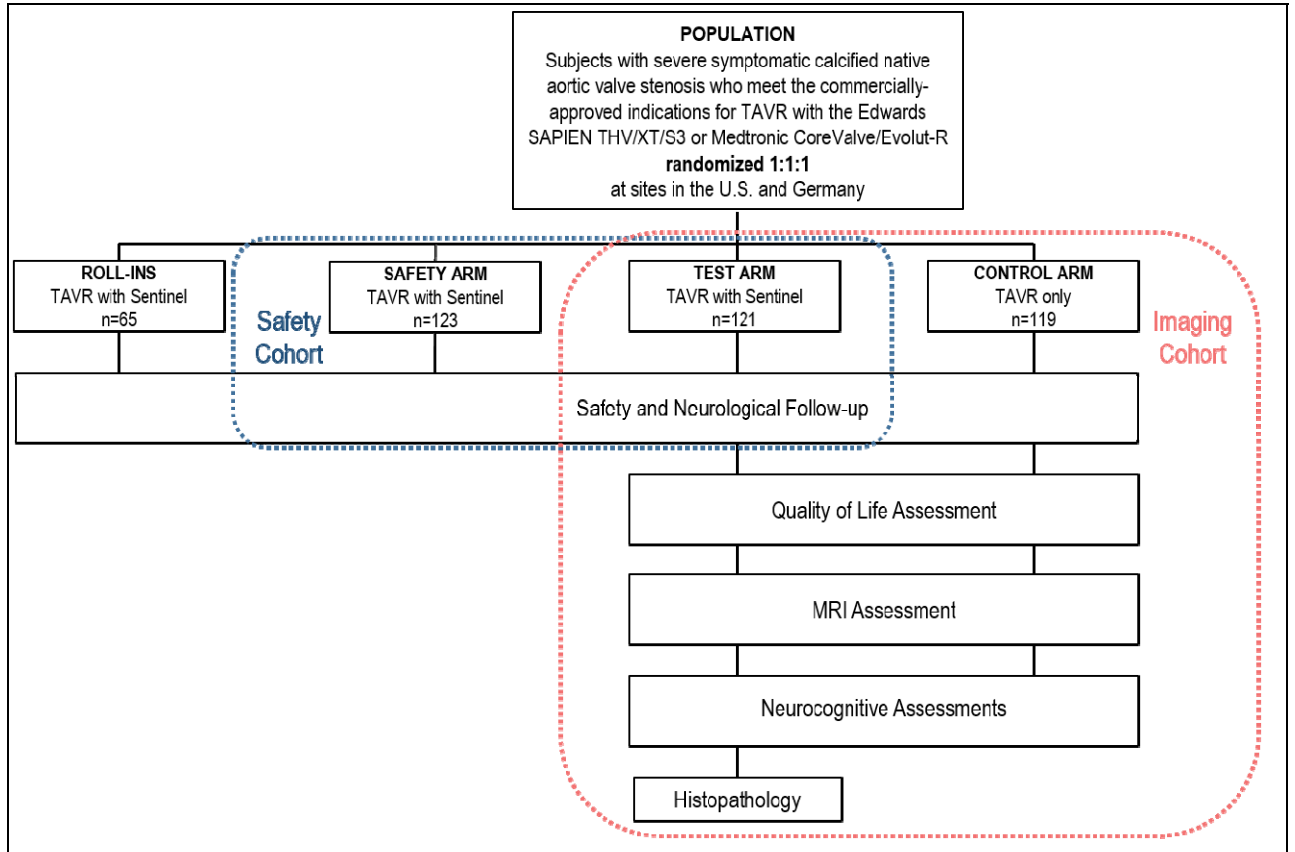 POPULATION
Subjects with severe symptomatic calcified native
aortic valve stenosis who meet the commercially-
approved indications for TAVR with the Edwards
SAPIEN THV/XT/S3 or Medtronic CoreValve/Evolut-R
randomized 1:1:1
at sites in the U.S. and Germany
ROLL-INS
TAVR with Sentinel
n=65
SAFETY ARM
TAVR with Sentinel
n=123
TEST ARM
TAVR with Sentinel
n=121
CONTROL ARM
TAVR only
n=119
Safety
Cohort
Imaging
Cohort
Safety and Neurological Follow-up
Quality of Life Assessment
MRI Assessment
Neurocognitive Assessments
Histopathology